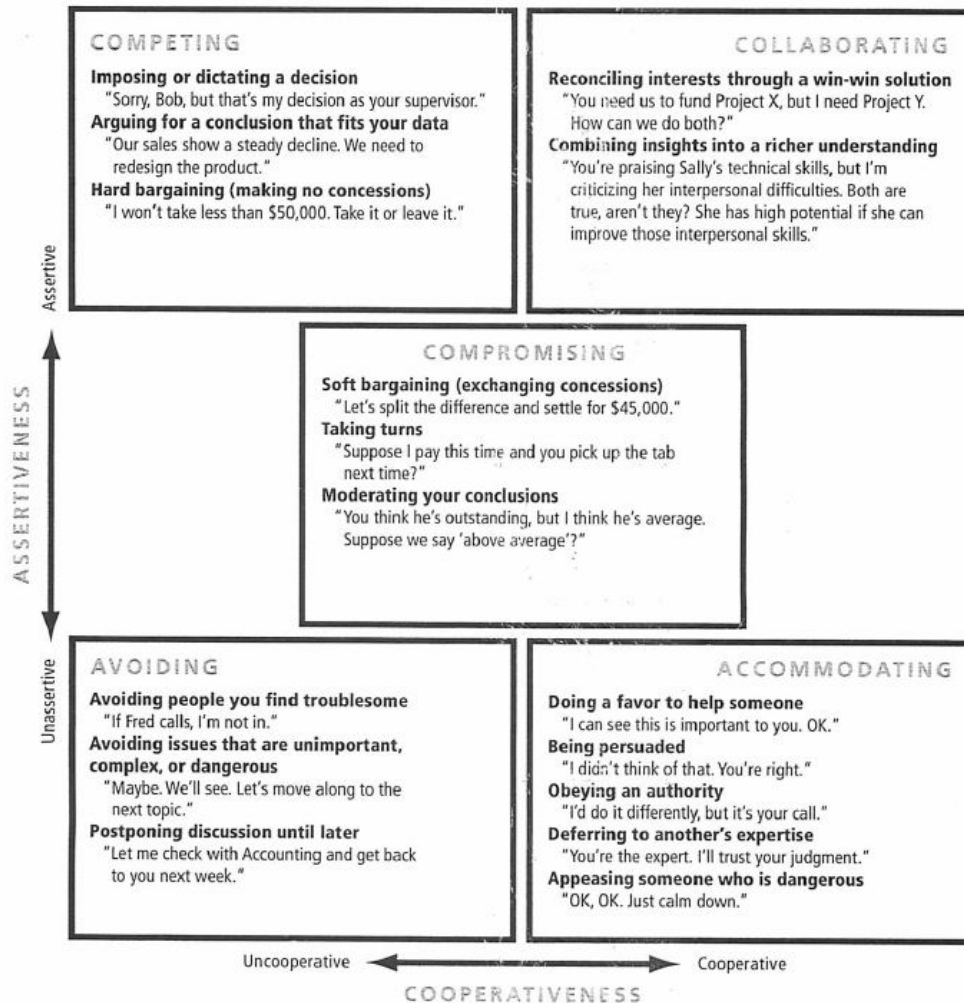 COMPETING
Imposing or dictating a decision
"Sorry, Bob, but that's my decision as your supervisor."
Arguing for a conclusion that fits your data
"Our sales show a steady decline. We need to
redesign the product."
Hard bargaining (making no concessions)
"I won't take less than $50,000. Take it or leave it."
COLLABORATING
Reconciling interests through a win-win solution
"You need us to fund Project X, but I need Project Y.
How can we do both?"
Combining insights into a richer understanding
"You're praising Sally's technical skills, but I'm
criticizing her interpersonal difficulties. Both are
true, aren't they? She has high potential if she can
improve those interpersonal skills."
Assertive
ASSERTIVENESS
Unassertive
COMPROMISING
Soft bargaining (exchanging concessions)
"Let's split the difference and settle for $45,000."
Taking turns
"Suppose I pay this time and you pick up the tab
next time?"
Moderating your conclusions
"You think he's outstanding, but I think he's average.
Suppose we say 'above average'?"
AVOIDING
Avoiding people you find troublesome
"If Fred calls, I'm not in."
Avoiding issues that are unimportant,
complex, or dangerous
"Maybe. We'll see. Let's move along to the
next topic."
Postponing discussion until later
"Let me check with Accounting and get back
to you next week."
ACCOMMODATING
Doing a favor to help someone
"I can see this is important to you. OK."
Being persuaded
"I didn't think of that. You're right."
Obeying an authority
"I'd do it differently, but it's your call."
Deferring to another's expertise
"You're the expert. I'll trust your judgment."
Appeasing someone who is dangerous
"OK, OK. Just calm down."
Uncooperative
Cooperative
COOPERATIVENESS